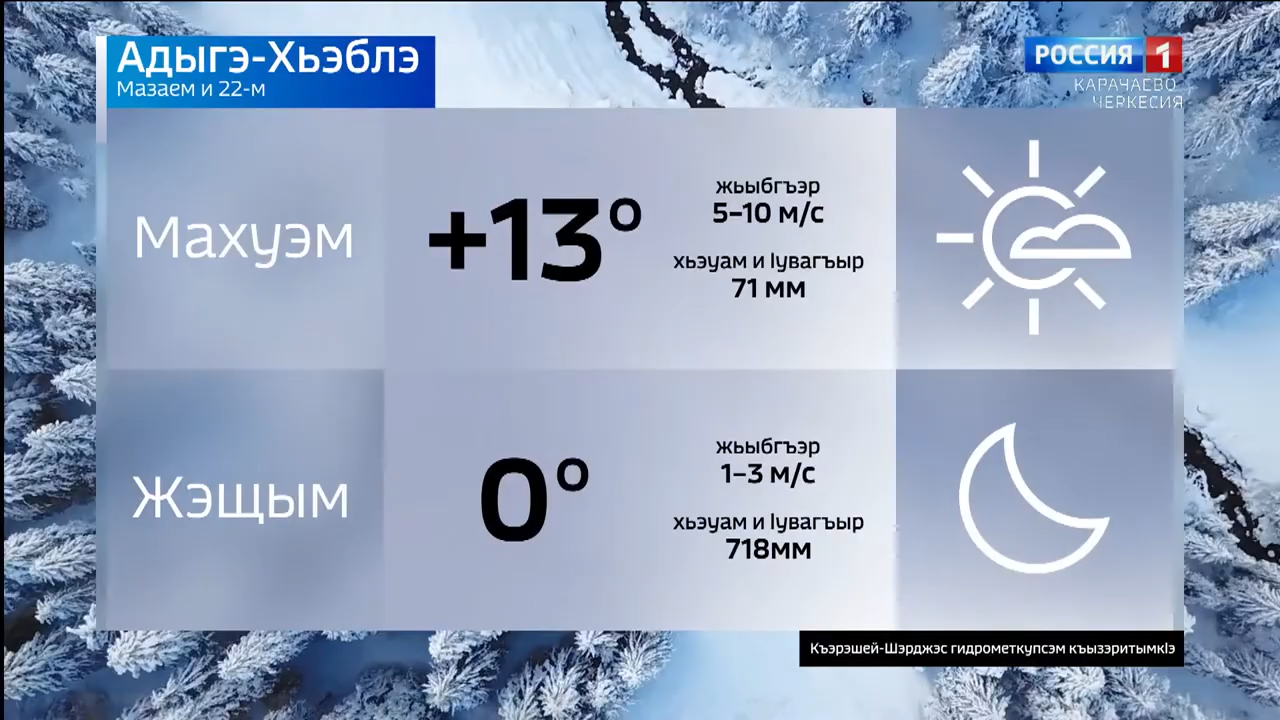 Адыгэ-Хьэблэ
Мазаем и 22-м
РОССИЯ 1
КАРАЧАЕВО
ЧЕРКЕСИЯ
Махуэм
+13°
жьыбгъэр
5-10 м/с
хьэуам и Iувагъыр
71 мм
Жэщым
0°
жьыбгъэр
1-3 м/с
хьэуам и Iувагъыр
718мм
Къэрэшей-Шэрджэс гидрометкупсэм къызэритымкIэ